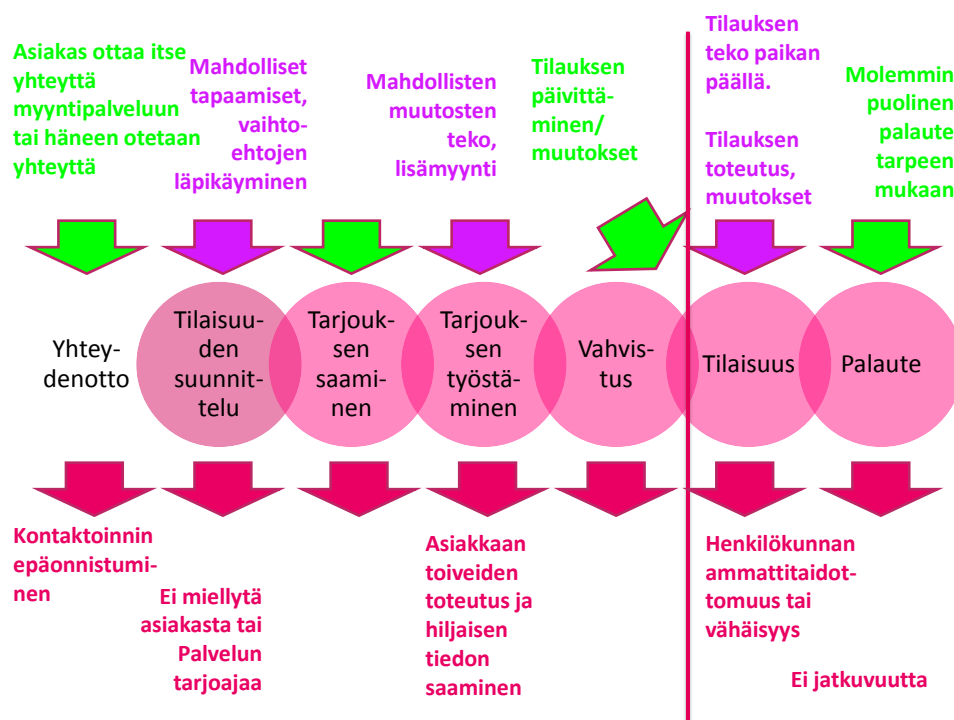 Asiakas ottaa itse
yhteyttä
myyntipalveluun
tai häneen otetaan
yhteyttä
Mahdolliset
tapaamiset,
vaihto-
ehtojen
läpikäyminen
Mahdollisten
muutosten
teko,
lisämyynti
Tilauksen
päivittä-
minen/
muutokset
Tilauksen
teko paikan
päällä.
Tilauksen
toteutus,
muutokset
Molemmin
puolinen
palaute
tarpeen
mukaan
Yhtey-
denotto
Tilaisuu-
den
suunnit-
telu
Tarjouk-
sen
saami-
nen
Tarjouk-
sen
työstä-
minen
Vahvis-
tus
Tilaisuus
Palaute
Kontaktoinnin
epäonnistumi-
nen
Ei miellytä
asiakasta tai
Palvelun
tarjoajaa
Asiakkaan
toiveiden
toteutus ja
hiljaisen
tiedon
saaminen
Henkilökunnan
ammattitaidot-
tomuus tai
vähäisyys
Ei jatkuvuutta